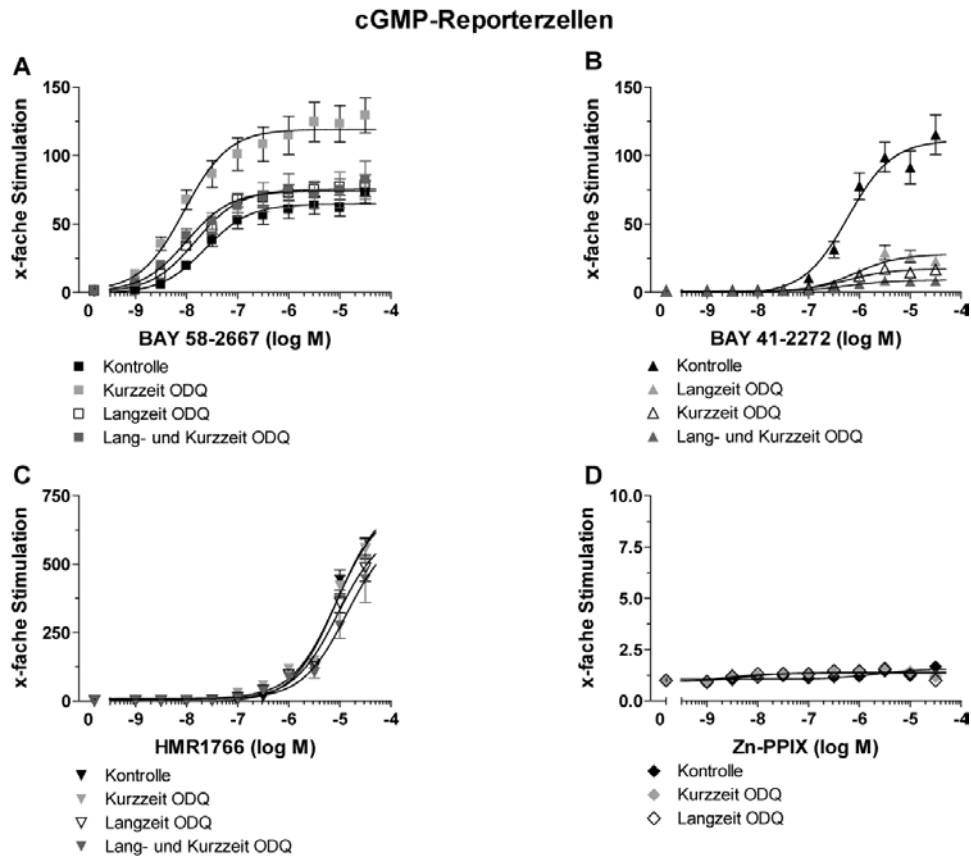 cGMP-Reporterzellen
A
x-fache Stimulation
150
100
50
0
0 -9 -8 -7 -6 -5 -4
BAY 58-2667 (log M)
Kontrolle
Kurzzeit ODQ
Langzeit ODQ
Lang- und Kurzzeit ODQ
B
x-fache Stimulation
150
100
50
0
0 -9 -8 -7 -6 -5 -4
BAY 41-2272 (log M)
Kontrolle
Langzeit ODQ
Kurzzeit ODQ
Lang- und Kurzzeit ODQ
C
x-fache Stimulation
750
500
250
0
0 -9 -8 -7 -6 -5 -4
HMR1766 (log M)
Kontrolle
Kurzzeit ODQ
Langzeit ODQ
Lang- und Kurzzeit ODQ
D
x-fache Stimulation
10.0
7.5
5.0
2.5
0.0
0 -9 -8 -7 -6 -5 -4
Zn-PPIX (log M)
Kontrolle
Kurzzeit ODQ
Langzeit ODQ